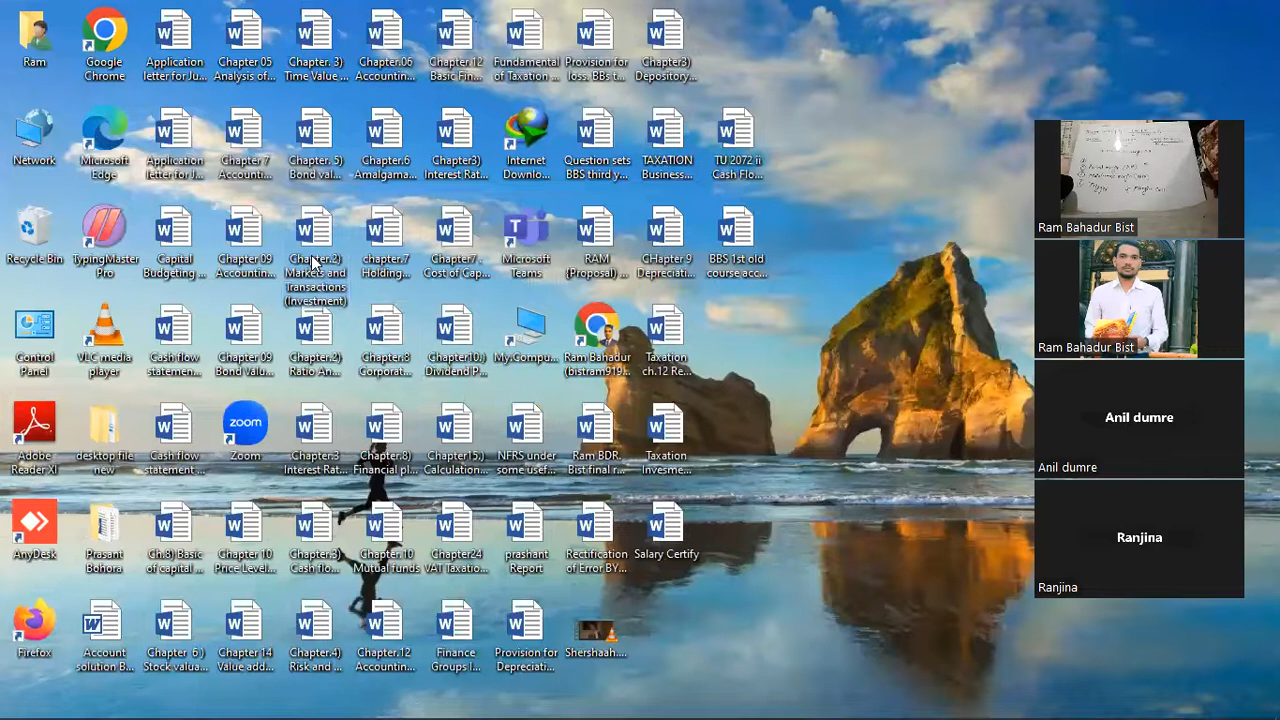 Ram
Google
Chrome
Application
letter for Ju...
Chapter 05
Analysis of...
Chapter. 3)
Time Value ...
Chapter.06
Accountin...
Chapter 12
Basic Fin...
Fundamental
of Taxation ...
Provision for
loss. BBs t...
Chapter3)
Depository...
Network
Microsoft
Edge
Application
letter for J...
Chapter 7
Accounti...
Chapter. 5)
Bond val...
Chapter.6
Amalgama...
Chapter3)
Interest Rat...
Internet
Downlo...
Question sets
BBS third y...
TAXATION
Business...
TU 2072 ii
Cash Flo...
Recycle Bin
TypingMaster
Pro
Capital
Budgeting ...
Chapter 09
Accountin...
Chapter.2)
Markets and
Transactions
(Investment)
chapter.7
Holding...
Chapter7 .
Cost of Cap...
Microsoft
Teams
RAM
(Proposal) ...
CHapter 9
Depreciati...
BBS 1st old
course acc...
Control
Panel
VLC media
player
Cash flow
statemen...
Chapter 09
Bond Valu...
Chapter.2)
Ratio An...
Chapter.8
Corporat...
Chapter10.)
Dividend P...
My.Compu...
Ram Bahadur
(bistram919...
Taxation
ch.12 Re...
Adobe
Reader XI
desktop file
new
Cash flow
statement ...
zoom
Zoom
Chapter.3
Interest Rat...
Chapter.8)
Financial pl...
Chapter15.)
Calculation...
NFRS under
some usef...
Ram BDR.
Bist final r...
Taxation
Invesme...
AnyDesk
Prasant
Bohora
Ch.8) Basic
of capital ...
Chapter 10
Price Level...
Chapter.3)
Cash flo...
Chapter.10
Mutual funds
Chapter24
VAT Taxatio...
prashant
Report
Rectification
of Error BY...
Salary Certify
Firefox
Account
solution B...
Chapter 6 )
Stock valua...
Chapter 14
Value add...
Chapter.4)
Risk and ...
Chapter.12
Accountin...
Finance
Groups I...
Provision for
Depreciati...
Shershaah....
Ram Bahadur Bist
Ram Bahadur Bist
Anil dumre
Anil dumre
Ranjina
Ranjina